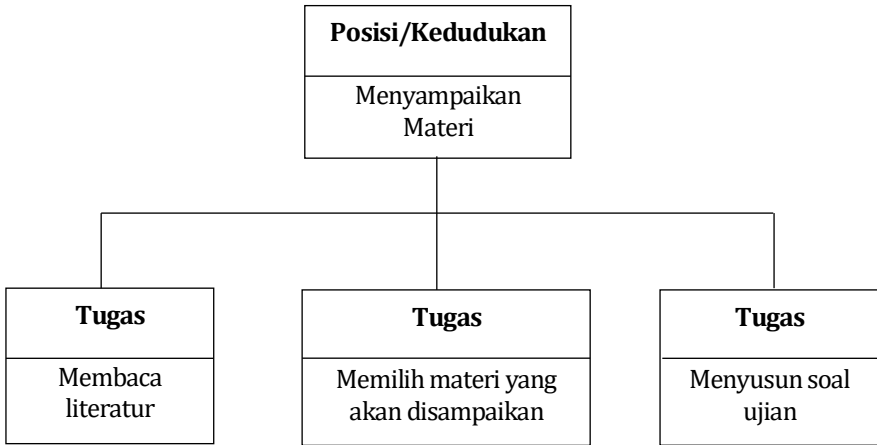 Posisi/Kedudukan
Menyampaikan
Materi
Tugas
Membaca
literatur
Tugas
Memilih materi yang
akan disampaikan
Tugas
Menyusun soal
ujian